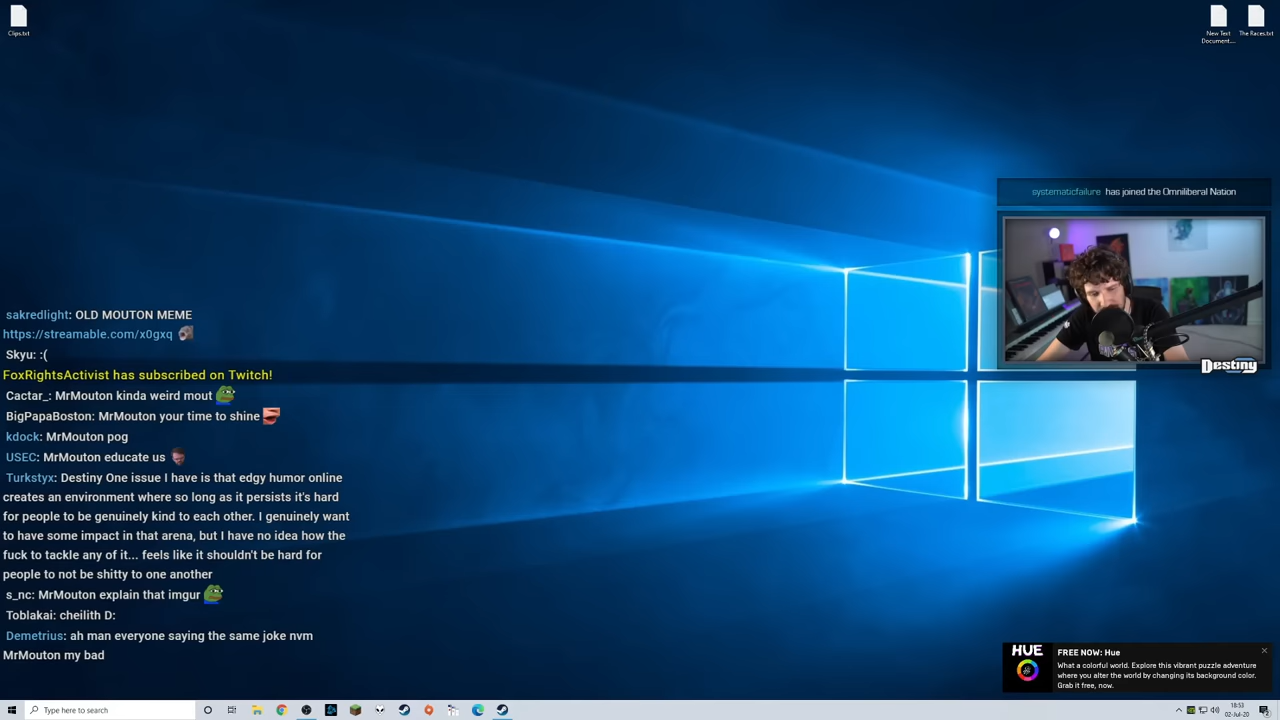 Clips.txt
New Text
Document....
The Races.txt
systematicfailure has joined the Omniliberal Nation
Destiny
sakredlight: OLD MOUTON MEME
https://streamable.com/x0gxq
Skyu: :(
FoxRightsActivist has subscribed on Twitch!
Cactar_: MrMouton kinda weird mout
BigPapaBoston: MrMouton your time to shine
kdock: MrMouton pog
USEC: MrMouton educate us
Turkstyx: Destiny One issue I have is that edgy humor online
creates an environment where so long as it persists it's hard
for people to be genuinely kind to each other. I genuinely want
to have some impact in that arena, but I have no idea how the
fuck to tackle any of it... feels like it shouldn't be hard for
people to not be shitty to one another
s_nc: MrMouton explain that imgur
Toblakai: cheilith D:
Demetrius: ah man everyone saying the same joke nvm
MrMouton my bad
HUE
FREE NOW: Hue
What a colorful world. Explore this vibrant puzzle adventure
where you alter the world by changing its background color.
Grab it free, now.
Type here to search
18:53
02-Jul-20